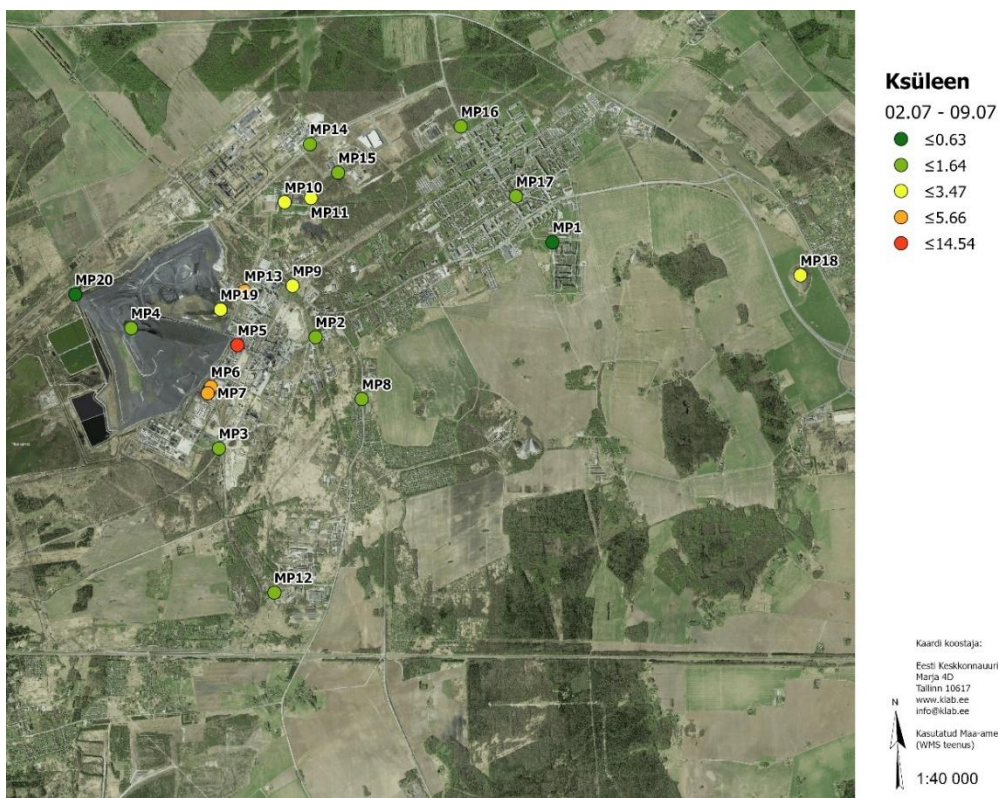 Ksüleen
02.07 - 09.07
≤0.63
≤1.64
≤3.47
≤5.66
≤14.54
MP16
MP14
MP15
MP10
MP11
MP17
MP1
MP18
MP20
MP13
MP9
MP19
MP4
MP5
MP2
MP6
MP7
MP8
MP3
MP12
Kaardi koostaja:
Eesti Keskkonnauuri
Marja 4D
Tallinn 10617
www.klab.ee
info@klab.ee
N
Kasutatud Maa-ame
(WMS teenus)
1:40 000